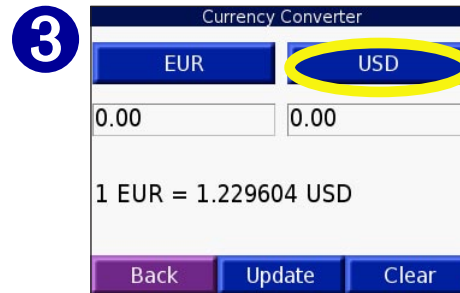 3
Currency Converter
EUR USD
0.00 0.00
1 EUR = 1.229604 USD
Back Update Clear